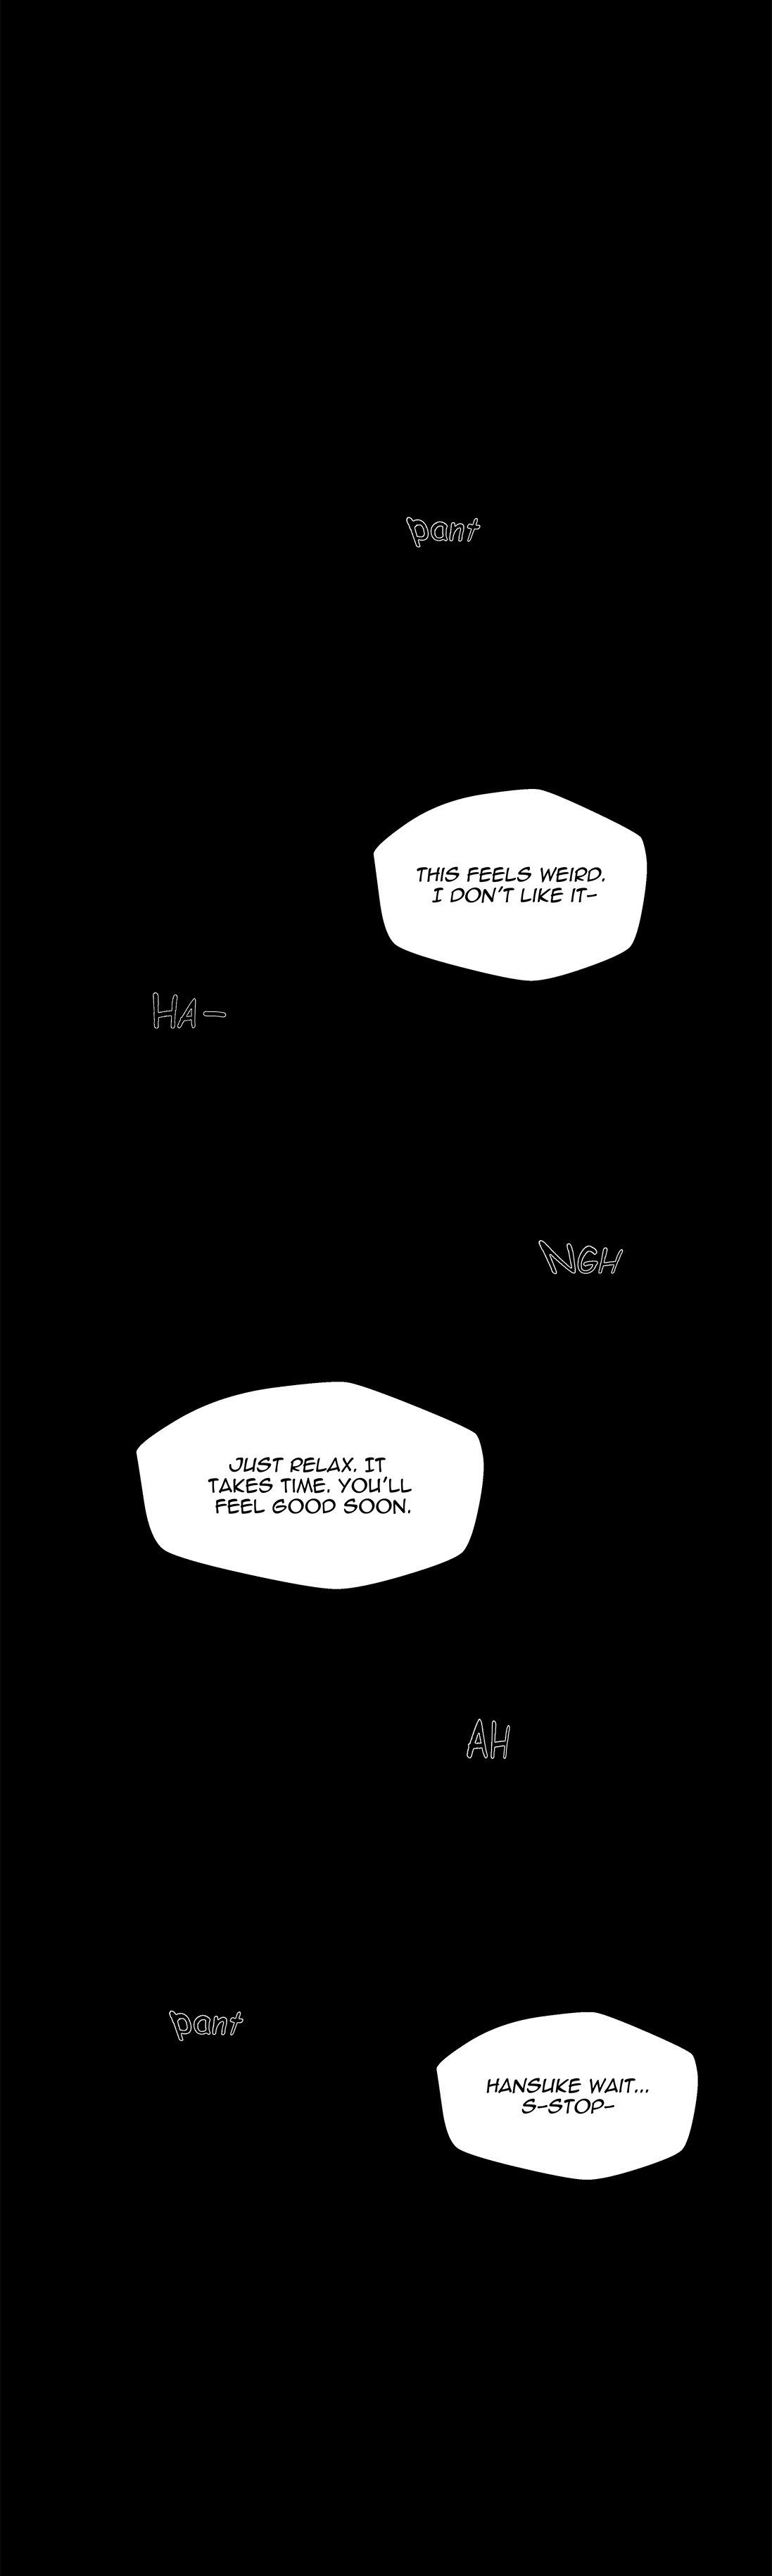 pant
THIS FEELS WEIRD.
I DON'T LIKE IT-
HA-
NGH
JUST RELAX. IT
TAKES TIME. YOU'LL
FEEL GOOD SOON.
AH
pant
HANSUKE WAIT...
S-STOP-